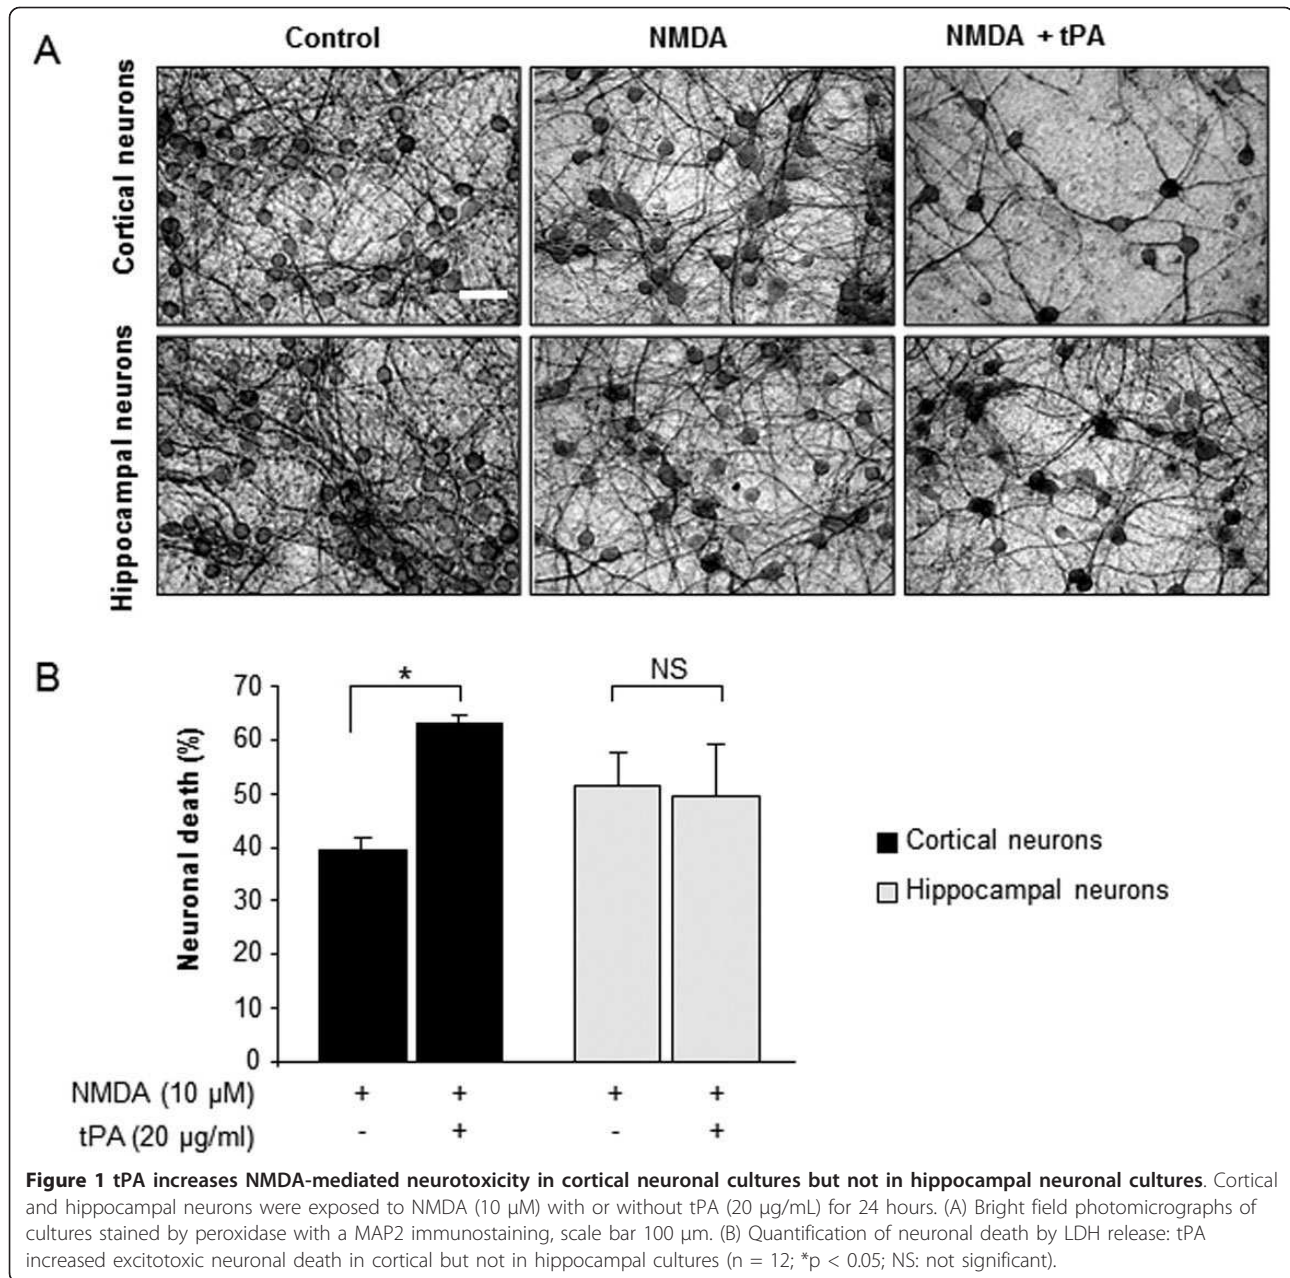 A
Control
NMDA
NMDA + tPA
Cortical neurons
Hippocampal neurons
B
Neuronal death (%)
70
60
50
40
30
20
10
0
*
NS
Cortical neurons
Hippocampal neurons
NMDA (10 µM) + + + +
tPA (20 µg/ml) - + - +
Figure 1 tPA increases NMDA-mediated neurotoxicity in cortical neuronal cultures but not in hippocampal neuronal cultures. Cortical
and hippocampal neurons were exposed to NMDA (10 µM) with or without tPA (20 µg/mL) for 24 hours. (A) Bright field photomicrographs of
cultures stained by peroxidase with a MAP2 immunostaining, scale bar 100 µm. (B) Quantification of neuronal death by LDH release: tPA
increased excitotoxic neuronal death in cortical but not in hippocampal cultures (n = 12; *p < 0.05; NS: not significant).